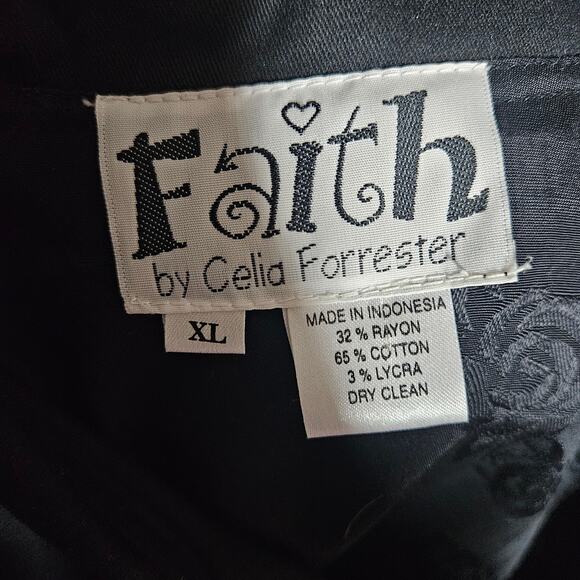 Faith
by Celia Forrester
XL
MADE IN INDONESIA
32 % RAYON
65 % COTTON
3 % LYCRA
DRY CLEAN